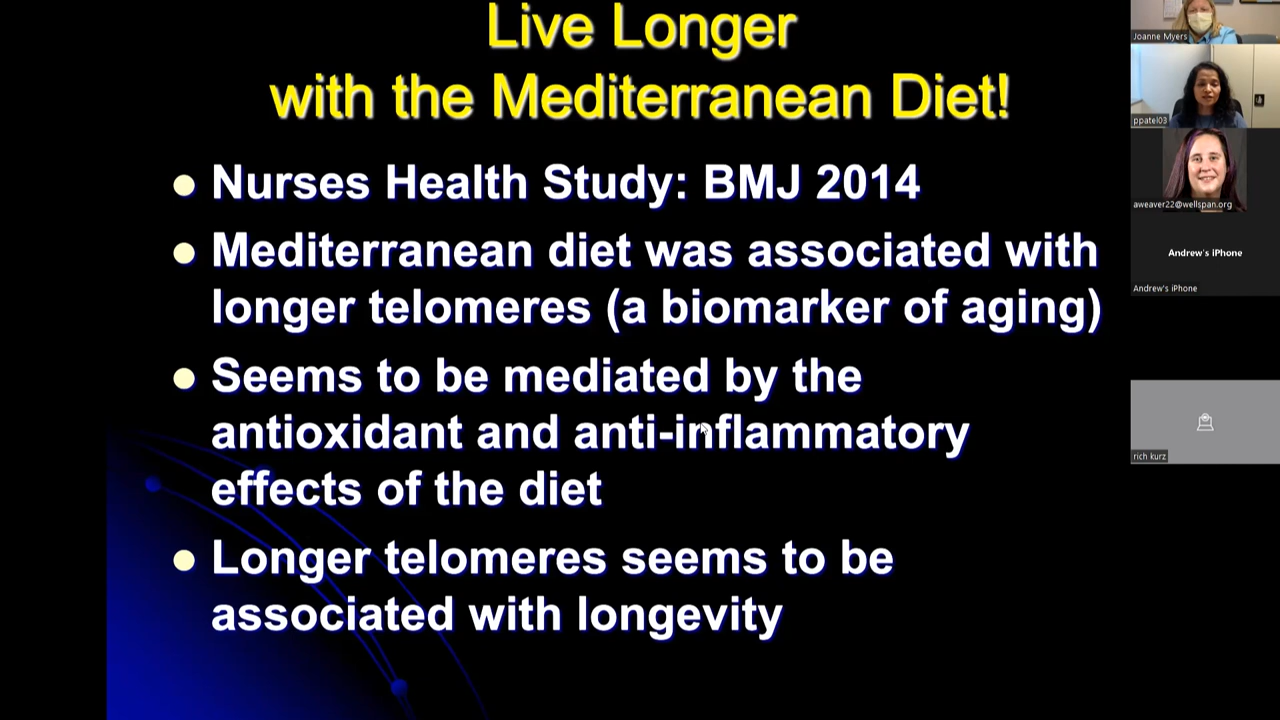 Live Longer
with the Mediterranean Diet!
Nurses Health Study: BMJ 2014
Mediterranean diet was associated with
longer telomeres (a biomarker of aging)
Seems to be mediated by the
antioxidant and anti-inflammatory
effects of the diet
Longer telomeres seems to be
associated with longevity
Joanne Myers
ppatel03
aweaver22@wellspan.org
Andrew's iPhone
Andrew's iPhone
rich kurz